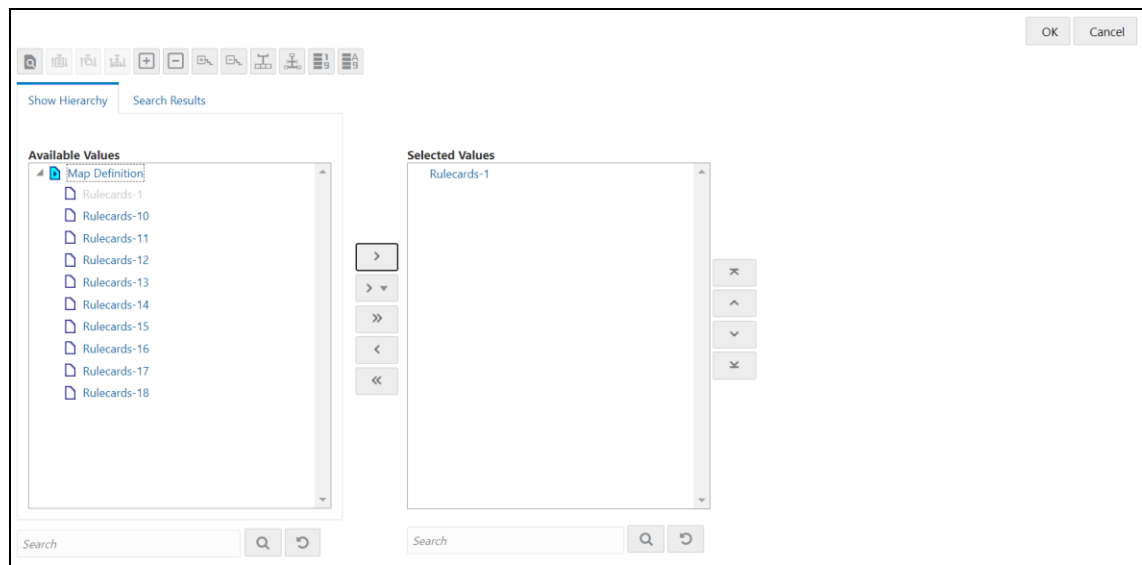 OK Cancel
Show Hierarchy Search Results
Available Values
Map Definition
Rulecards-1
Rulecards-10
Rulecards-11
Rulecards-12
Rulecards-13
Rulecards-14
Rulecards-15
Rulecards-16
Rulecards-17
Rulecards-18
Search
Selected Values
Rulecards-1
Search